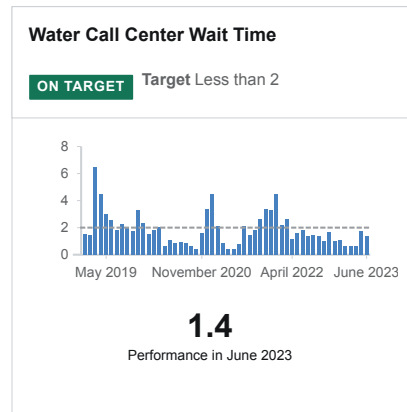 Water Call Center Wait Time
ON TARGET Target Less than 2
8
6
4
2
0
May 2019 November 2020 April 2022 June 2023
1.4
Performance in June 2023